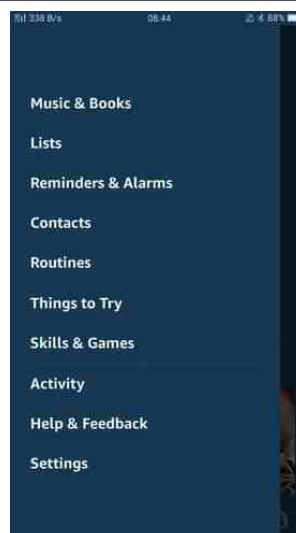 338 B/s 08:44 88%
Music & Books
Lists
Reminders & Alarms
Contacts
Routines
Things to Try
Skills & Games
Activity
Help & Feedback
Settings